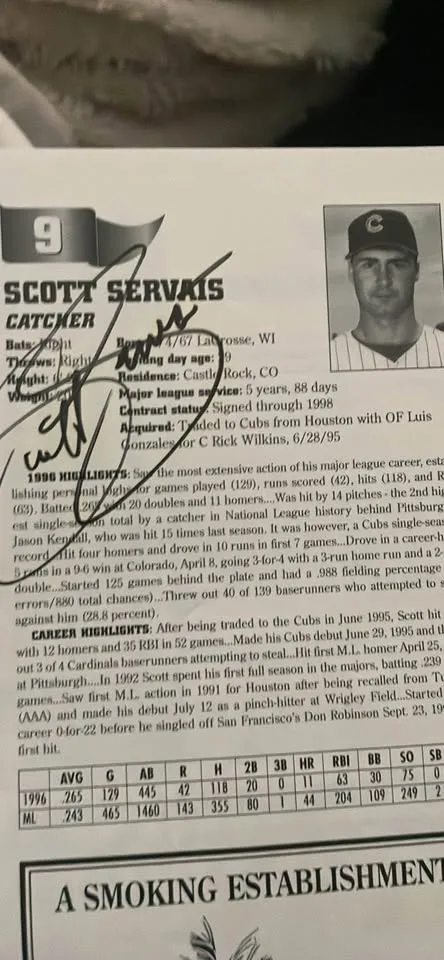 9
C
SCOTT SERVAIS
CATCHER
Bats: Right
4/67 LaCrosse, WI
Throws: Right
day age: 9
Height:
Residence: Castle Rock, CO
Weight:
Major league service: 5 years, 88 days
Contract status: Signed through 1998
Acquired: Traded to Cubs from Houston with OF Luis
Gonzales for C Rick Wilkins, 6/28/95
1996 HIGHLIGHTS: the most extensive action of his major league career, esta
lishing personal highs for games played (129), runs scored (42), hits (118), and R
(63). Batted .265 with 20 doubles and 11 homers....Was hit by 14 pitches - the 2nd hi
est single-season total by a catcher in National League history behind Pittsburg
Jason Kendall, who was hit 15 times last season. It was however, a Cubs single-sea
record. Hit four homers and drove in 10 runs in first 7 games...Drove in a career-h
5 runs in a 9-6 win at Colorado, April 8, going 3-for-4 with a 3-run home run and a 2-
double...Started 125 games behind the plate and had a .988 fielding percentage
errors/880 total chances)...Threw out 40 of 139 baserunners who attempted to s
against him (28.8 percent).
CAREER HIGHLIGHTS: After being traded to the Cubs in June 1995, Scott hit
with 12 homers and 35 RBI in 52 games...Made his Cubs debut June 29, 1995 and th
out 3 of 4 Cardinals baserunners attempting to steal...Hit first M.L. homer April 25,
at Pittsburgh....In 1992 Scott spent his first full season in the majors, batting .239
games...Saw first M.L. action in 1991 for Houston after being recalled from Tu
(AAA) and made his debut July 12 as a pinch-hitter at Wrigley Field...Started
career 0-for-22 before he singled off San Francisco's Don Robinson Sept. 23, 19
first hit.
AVG G AB R H 2B 3B HR RBI BB SO SB
1996 .265 129 445 42 118 20 0 11 63 30 75 0
ML .243 465 1460 143 355 80 1 44 204 109 249 2
A SMOKING ESTABLISHMENT